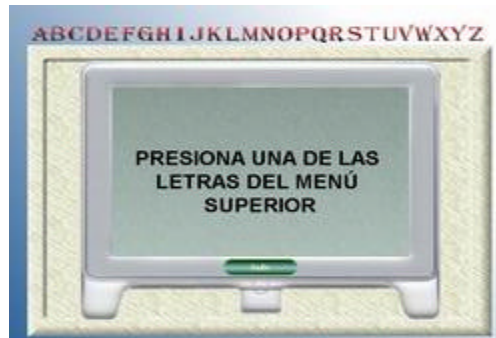 ABCDEFGHIJKLMNOPQRSTUVWXYZ
PRESIONA UNA DE LAS
LETRAS DEL MENÚ
SUPERIOR